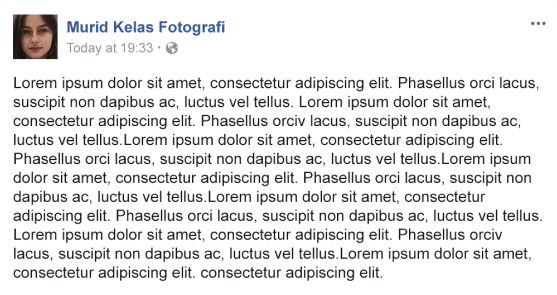 Murid Kelas Fotografi
Today at 19:33 ·
Lorem ipsum dolor sit amet, consectetur adipiscing elit. Phasellus orci lacus,
suscipit non dapibus ac, luctus vel tellus. Lorem ipsum dolor sit amet,
consectetur adipiscing elit. Phasellus orciv lacus, suscipit non dapibus ac,
luctus vel tellus.Lorem ipsum dolor sit amet, consectetur adipiscing elit.
Phasellus orci lacus, suscipit non dapibus ac, luctus vel tellus.Lorem ipsum
dolor sit amet, consectetur adipiscing elit. Phasellus orci lacus, suscipit non
dapibus ac, luctus vel tellus.Lorem ipsum dolor sit amet, consectetur
adipiscing elit. Phasellus orci lacus, suscipit non dapibus ac, luctus vel tellus.
Lorem ipsum dolor sit amet, consectetur adipiscing elit. Phasellus orciv
lacus, suscipit non dapibus ac, luctus vel tellus.Lorem ipsum dolor sit amet,
consectetur adipiscing elit. consectetur adipiscing elit.